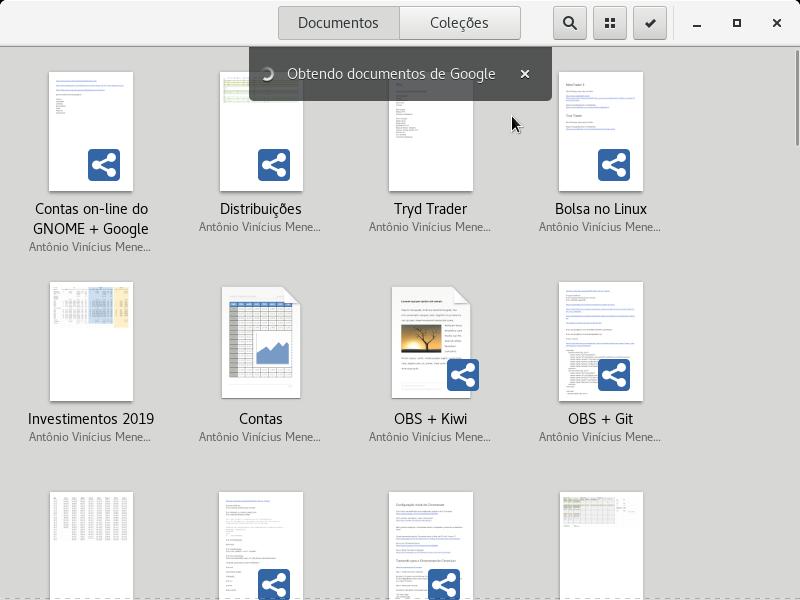 Documentos
Coleções
Obtendo documentos de Google
Contas on-line do
GNOME + Google
Antônio Vinícius Mene...
Distribuições
Antônio Vinícius Mene...
Tryd Trader
Antônio Vinícius Mene...
Bolsa no Linux
Antônio Vinícius Mene...
Investimentos 2019
Antônio Vinícius Mene...
Contas
Antônio Vinícius Mene...
OBS + Kiwi
Antônio Vinícius Mene...
OBS + Git
Antônio Vinícius Mene...